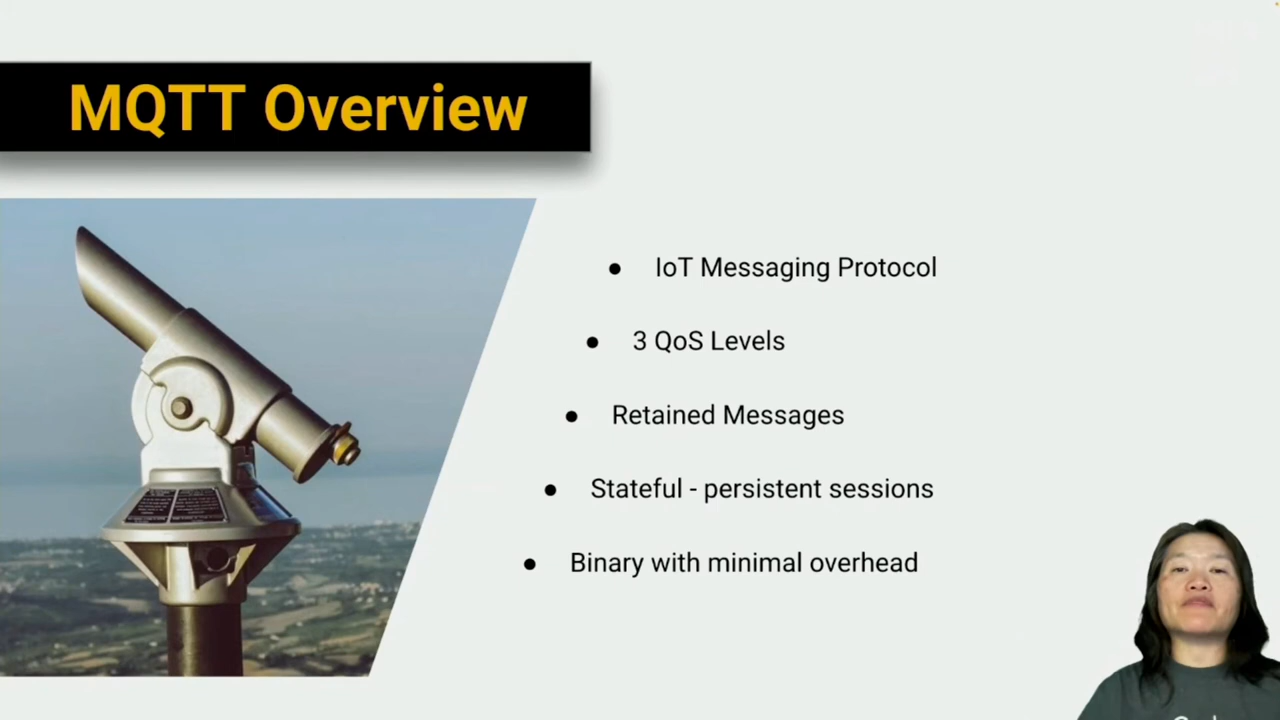 MQTT Overview
● IoT Messaging Protocol
● 3 QoS Levels
● Retained Messages
● Stateful - persistent sessions
● Binary with minimal overhead